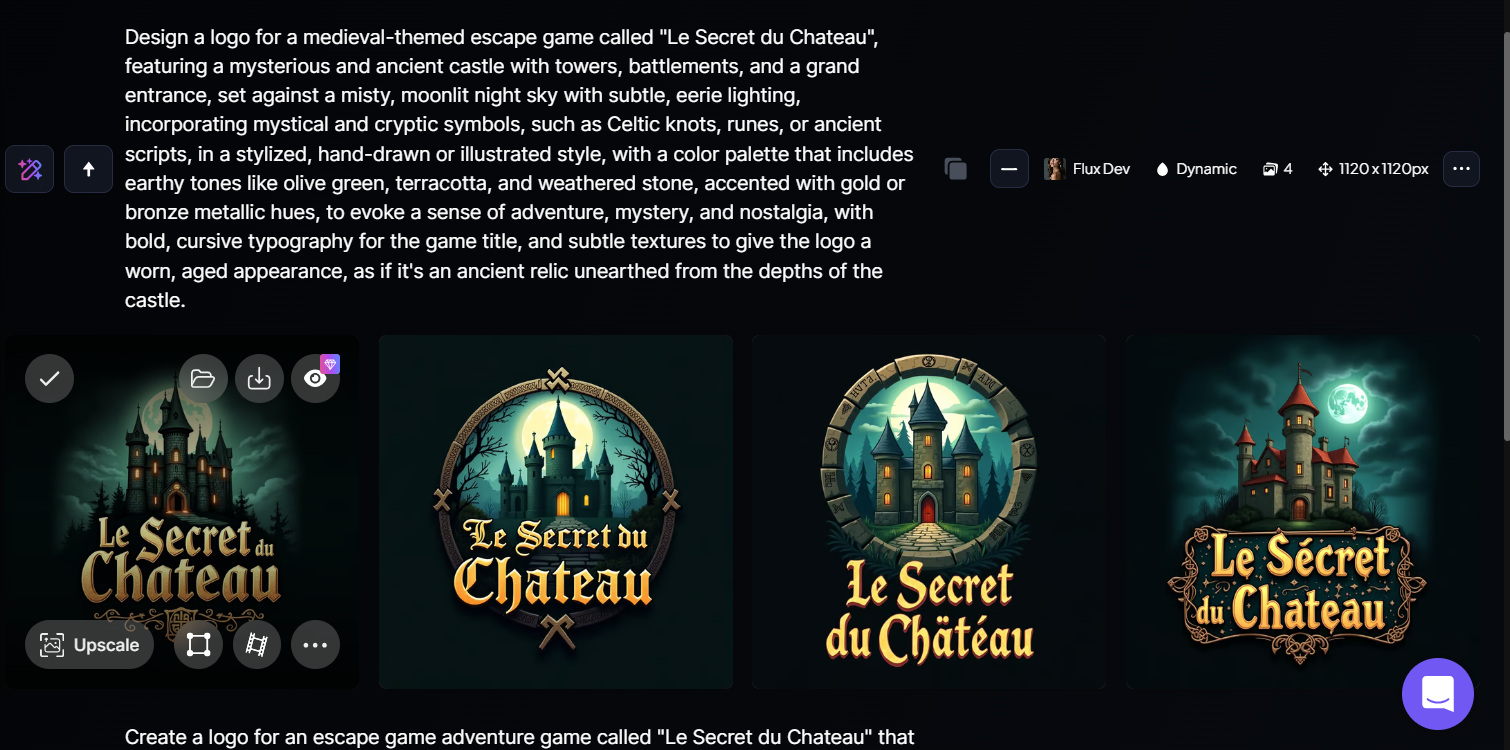 Design a logo for a medieval-themed escape game called "Le Secret du Chateau",
featuring a mysterious and ancient castle with towers, battlements, and a grand
entrance, set against a misty, moonlit night sky with subtle, eerie lighting,
incorporating mystical and cryptic symbols, such as Celtic knots, runes, or ancient
scripts, in a stylized, hand-drawn or illustrated style, with a color palette that includes
earthy tones like olive green, terracotta, and weathered stone, accented with gold or
bronze metallic hues, to evoke a sense of adventure, mystery, and nostalgia, with
bold, cursive typography for the game title, and subtle textures to give the logo a
worn, aged appearance, as if it's an ancient relic unearthed from the depths of the
castle.
Flux Dev
Dynamic
4
1120 x 1120px
Le Secret du
Chateau
Upscale
Le Secret du
Chateau
Le Secret
du Chätéau
Le Sécret
du Chateau
Create a logo for an escape game adventure game called "Le Secret du Chateau" that